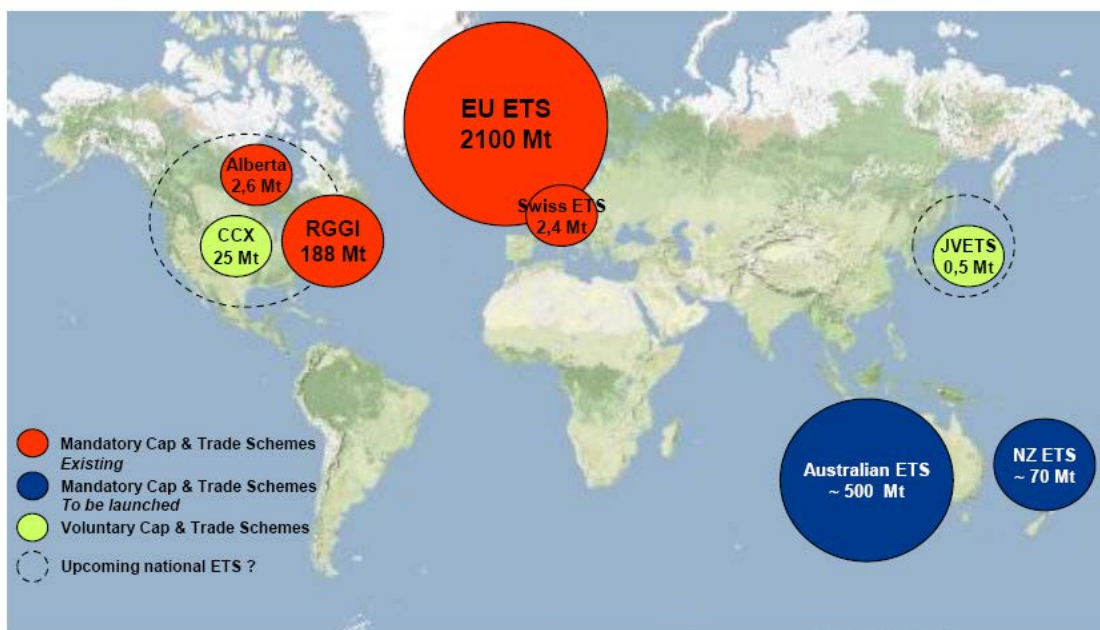 EU ETS
2100 Mt
Alberta
2,6 Mt
Swiss ETS
2,4 Mt
RGGI
188 Mt
CCX
25 Mt
JVETS
0,5 Mt
Australian ETS
~ 500 Mt
NZ ETS
~ 70 Mt
Mandatory Cap & Trade Schemes
Existing
Mandatory Cap & Trade Schemes
To be launched
Voluntary Cap & Trade Schemes
Upcoming national ETS ?